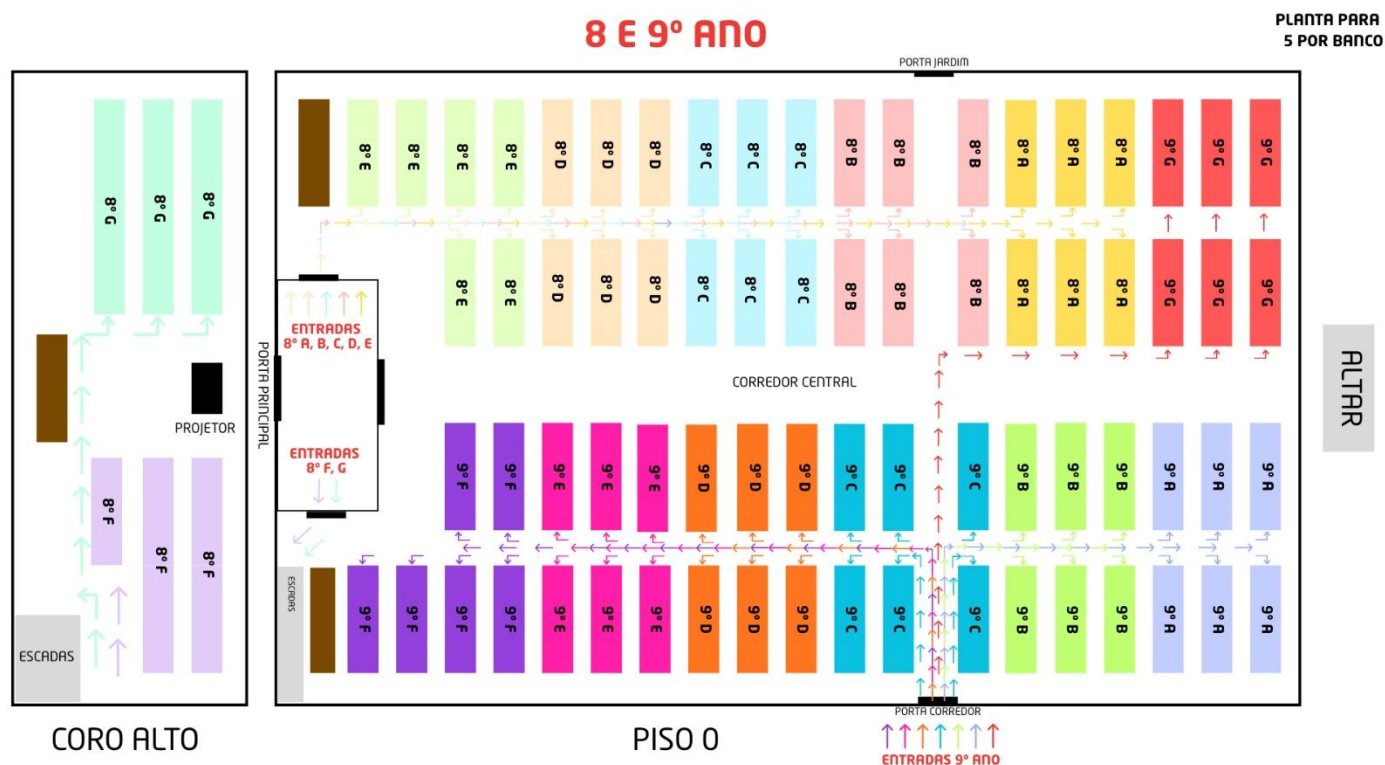 8 E 9º ANO
PLANTA PARA
5 POR BANCO
PORTA JARDIM
8º G
8º G
8º G
8º E
8º E
8º E
8º E
8º D
8º D
8º D
8º C
8º C
8º C
8º B
8º B
8º B
8º A
8º A
8º A
9º G
9º G
9º G
8º E
8º E
8º D
8º D
8º D
8º C
8º C
8º C
8º B
8º B
8º B
8º A
8º A
8º A
9º G
9º G
9º G
ENTRADAS
8º A, B, C, D, E
PORTA PRINCIPAL
CORREDOR CENTRAL
ALTAR
PROJETOR
ENTRADAS
8º F, G
8º F
8º F
8º F
9º F
9º F
9º E
9º E
9º E
9º D
9º D
9º D
9º C
9º C
9º C
9º B
9º B
9º B
9º A
9º A
9º A
ESCADAS
ESCADAS
9º F
9º F
9º F
9º F
9º E
9º E
9º E
9º D
9º D
9º D
9º C
9º C
9º C
9º B
9º B
9º B
9º A
9º A
9º A
PORTA CORREDOR
CORO ALTO
PISO 0
ENTRADAS 9º ANO